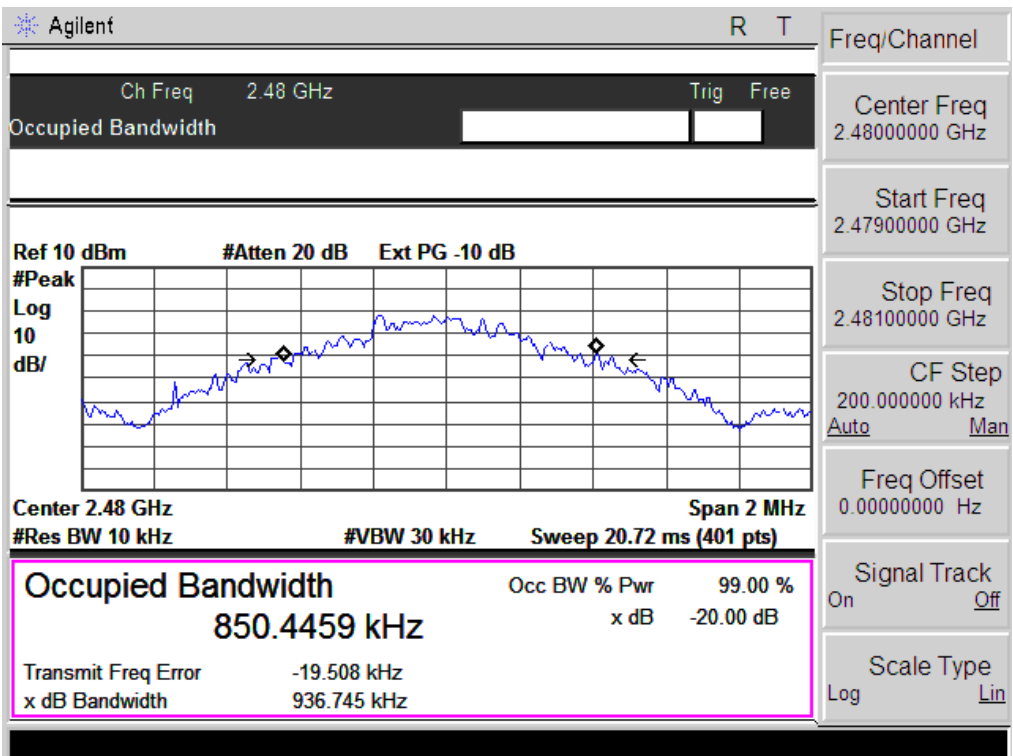 Agilent R T
Freq/Channel
Ch Freq 2.48 GHz Trig Free
Occupied Bandwidth
Center Freq
2.48000000 GHz
Start Freq
2.47900000 GHz
Stop Freq
2.48100000 GHz
CF Step
200.000000 kHz
Auto Man
Freq Offset
0.00000000 Hz
Signal Track
On Off
Scale Type
Log Lin
Ref 10 dBm #Atten 20 dB Ext PG -10 dB
#Peak
Log
10
dB/
Center 2.48 GHz Span 2 MHz
#Res BW 10 kHz #VBW 30 kHz Sweep 20.72 ms (401 pts)
Occupied Bandwidth Occ BW % Pwr 99.00 %
850.4459 kHz x dB -20.00 dB
Transmit Freq Error -19.508 kHz
x dB Bandwidth 936.745 kHz